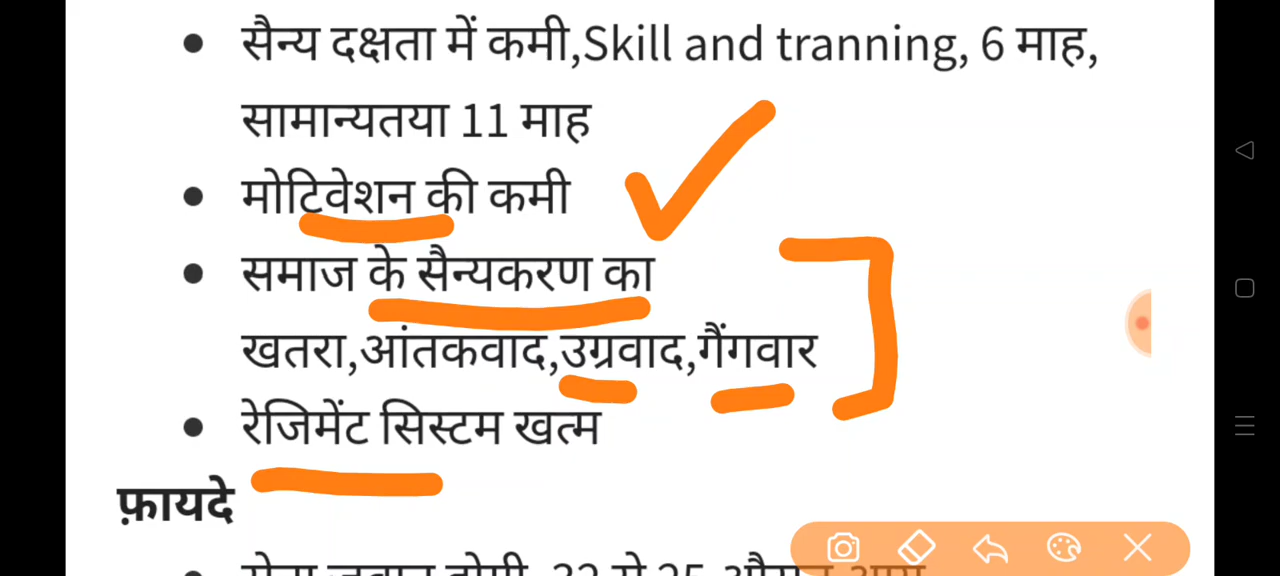 सैन्य दक्षता में कमी,Skill and tranning, 6 माह,
सामान्यतया 11 माह
मोटिवेशन की कमी
समाज के सैन्यकरण का
खतरा,आंतकवाद,उग्रवाद,गैंगवार
रेजिमेंट सिस्टम खत्म
फ़ायदे